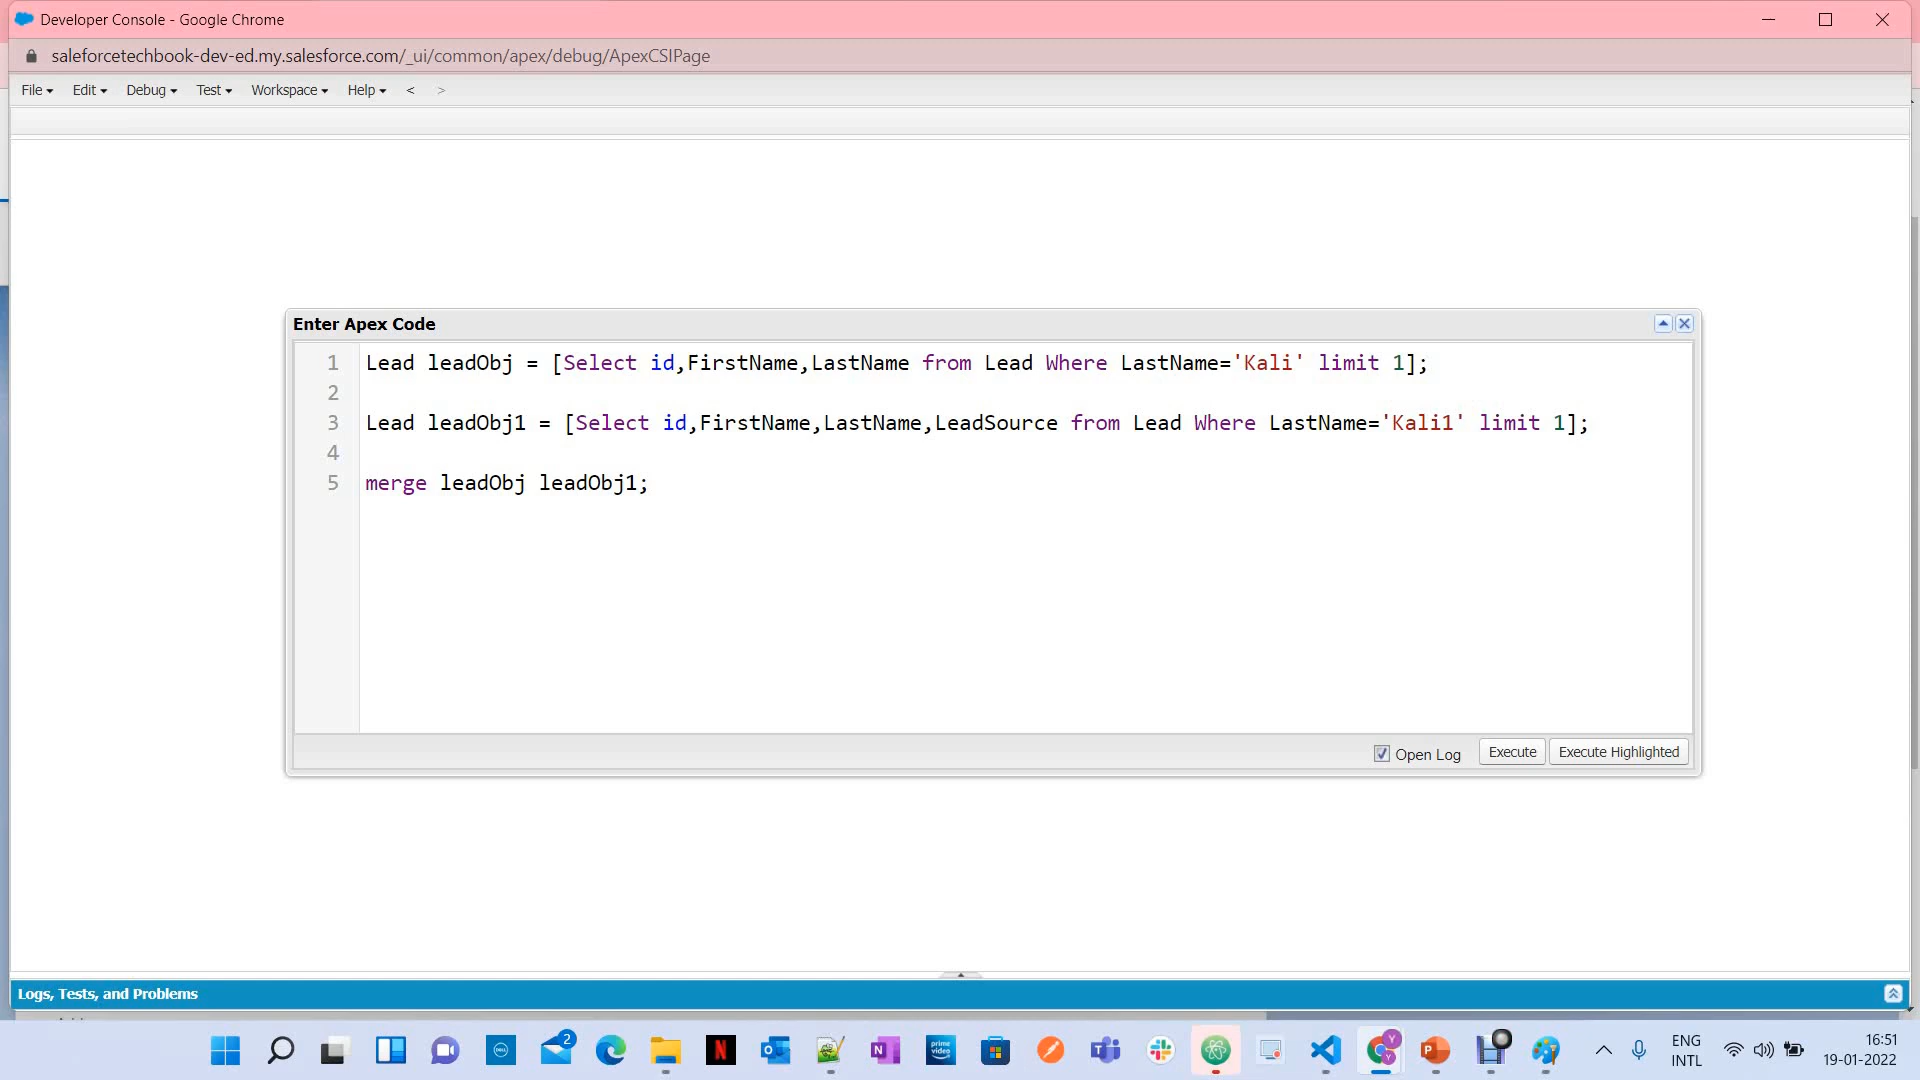 Developer Console - Google Chrome
saleforcetechbook-dev-ed.my.salesforce.com/_ui/common/apex/debug/ApexCSIPage
File Edit Debug Test Workspace Help < >
Enter Apex Code
1 Lead leadObj = [Select id,FirstName,LastName from Lead Where LastName='Kali' limit 1];
2
3 Lead leadObj1 = [Select id,FirstName,LastName,LeadSource from Lead Where LastName='Kali1' limit 1];
4
5 merge leadObj leadObj1;
Open Log Execute Execute Highlighted
Logs, Tests, and Problems
2
prime video
ENG
INTL
16:51
19-01-2022